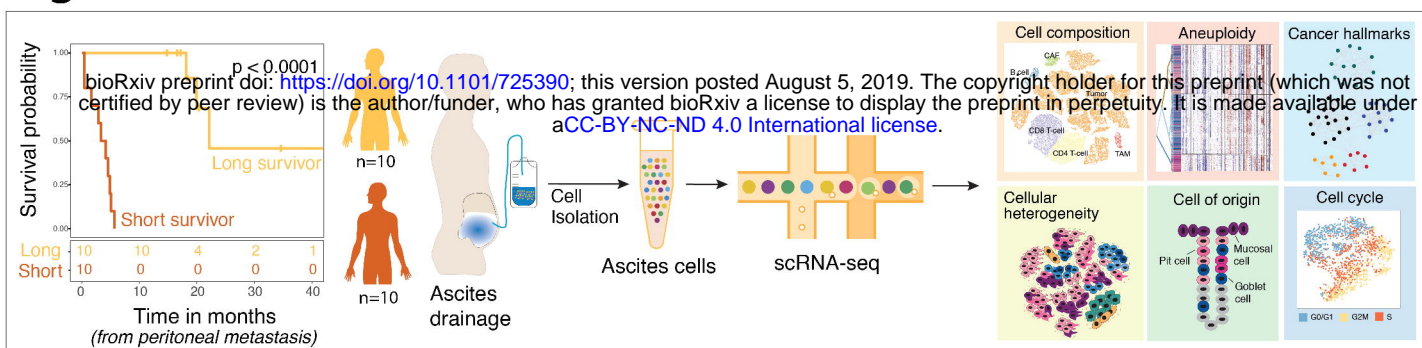 Survival probability
1.00
0.50
0.25
0.00
p < 0.0001
Long survivor
Short survivor
Long 10 10 4 2 1
Short 10 0 0 0 0
0 10 20 30 40
Time in months
(from peritoneal metastasis)
bioRxiv preprint doi: https://doi.org/10.1101/725390; this version posted August 5, 2019. The copyright holder for this preprint (which was not
certified by peer review) is the author/funder, who has granted bioRxiv a license to display the preprint in perpetuity. It is made available under
aCC-BY-NC-ND 4.0 International license.
n=10
n=10
Ascites
drainage
Cell
Isolation
Ascites cells
scRNA-seq
Cell composition
CAF
B cell
Tumor
CD8 T-cell
CD4 T-cell
TAM
Aneuploidy
Cancer hallmarks
Cellular
heterogeneity
Cell of origin
Pit cell
Mucosal
cell
Goblet
cell
Cell cycle
G0/G1 G2M S